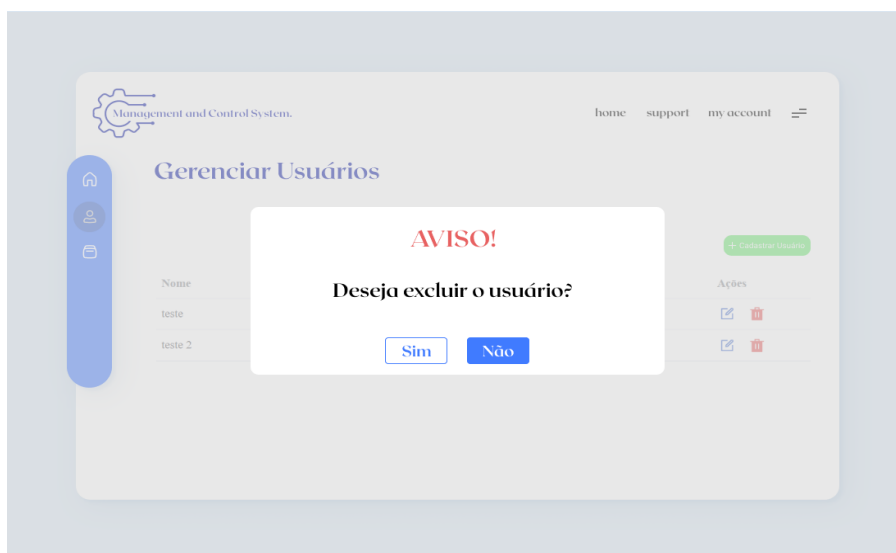 Management and Control System.
home support my account
Gerenciar Usuários
AVISO!
+ Cadastrar Usuário
Deseja excluir o usuário?
Nome Ações
teste
teste 2
Sim Não